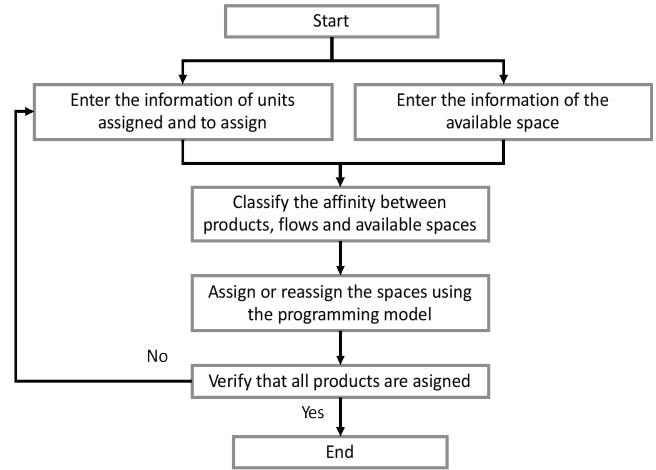 Start
Enter the information of units
assigned and to assign
Enter the information of the
available space
Classify the affinity between
products, flows and available spaces
Assign or reassign the spaces using
the programming model
No
Verify that all products are asigned
Yes
End